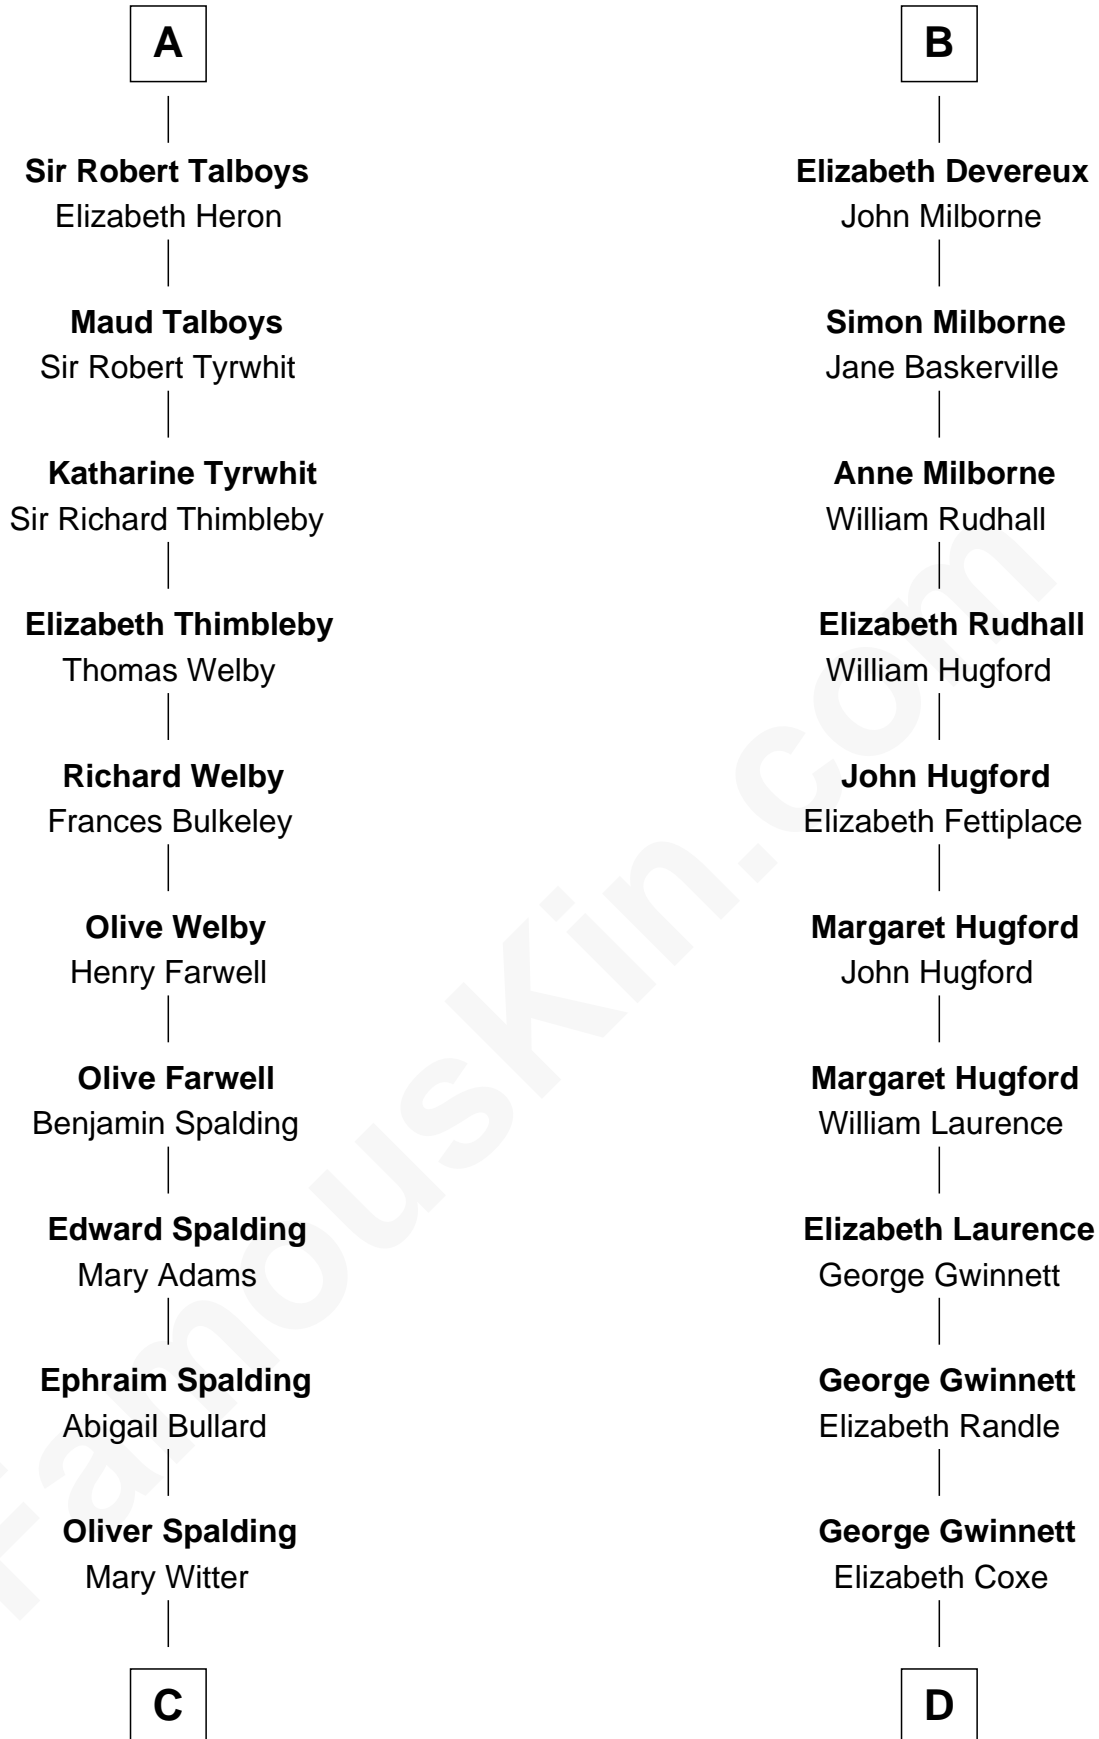 A
Sir Robert Talboys
Elizabeth Heron
Maud Talboys
Sir Robert Tyrwhit
Katharine Tyrwhit
Sir Richard Thimbleby
Elizabeth Thimbleby
Thomas Welby
Richard Welby
Frances Bulkeley
Olive Welby
Henry Farwell
Olive Farwell
Benjamin Spalding
Edward Spalding
Mary Adams
Ephraim Spalding
Abigail Bullard
Oliver Spalding
Mary Witter
C
B
Elizabeth Devereux
John Milborne
Simon Milborne
Jane Baskerville
Anne Milborne
William Rudhall
Elizabeth Rudhall
William Hugford
John Hugford
Elizabeth Fettiplace
Margaret Hugford
John Hugford
Margaret Hugford
William Laurence
Elizabeth Laurence
George Gwinnett
George Gwinnett
Elizabeth Randle
George Gwinnett
Elizabeth Coxe
D
FamousKin.com